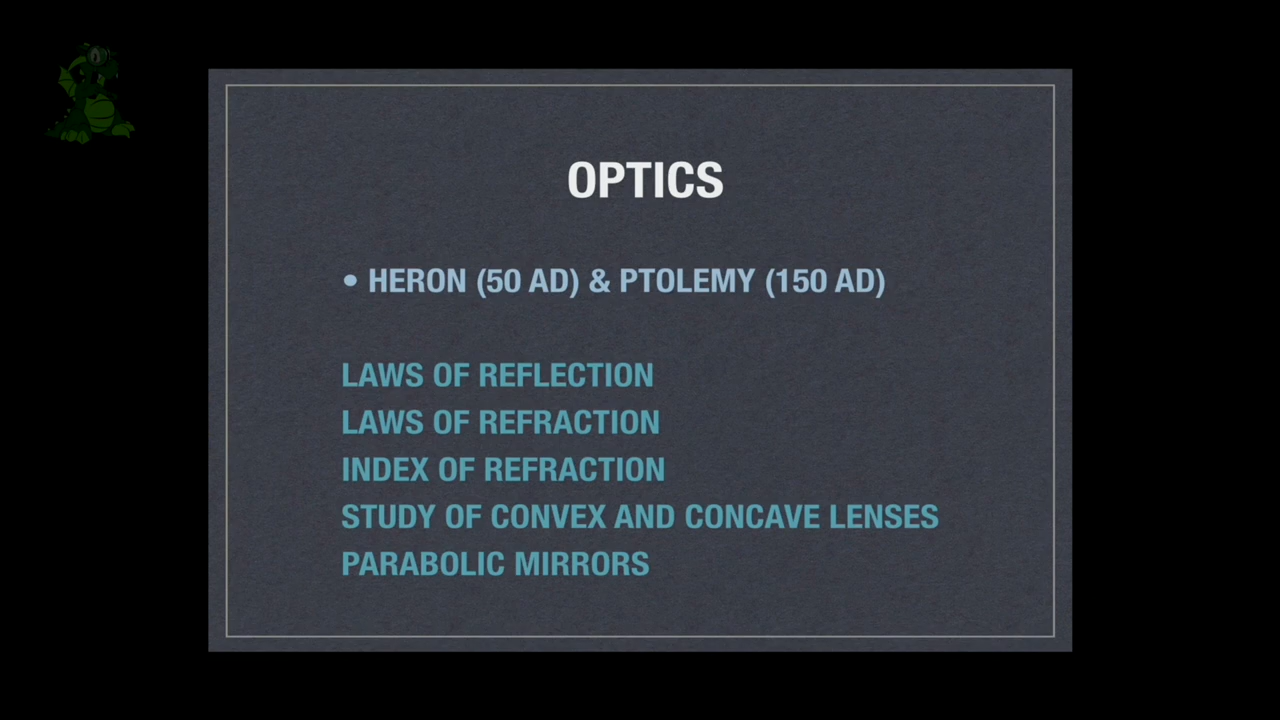 OPTICS
• HERON (50 AD) & PTOLEMY (150 AD)
LAWS OF REFLECTION
LAWS OF REFRACTION
INDEX OF REFRACTION
STUDY OF CONVEX AND CONCAVE LENSES
PARABOLIC MIRRORS